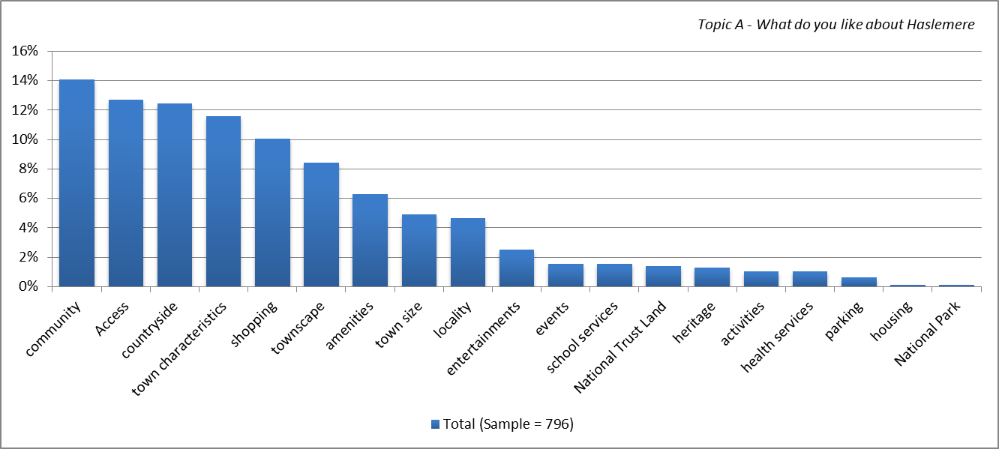 Topic A - What do you like about Haslemere
16%
14%
12%
10%
8%
6%
4%
2%
0%
community
Access
countryside
town characteristics
shopping
townscape
amenities
town size
locality
entertainments
events
school services
National Trust Land
heritage
activities
health services
parking
housing
National Park
Total (Sample = 796)